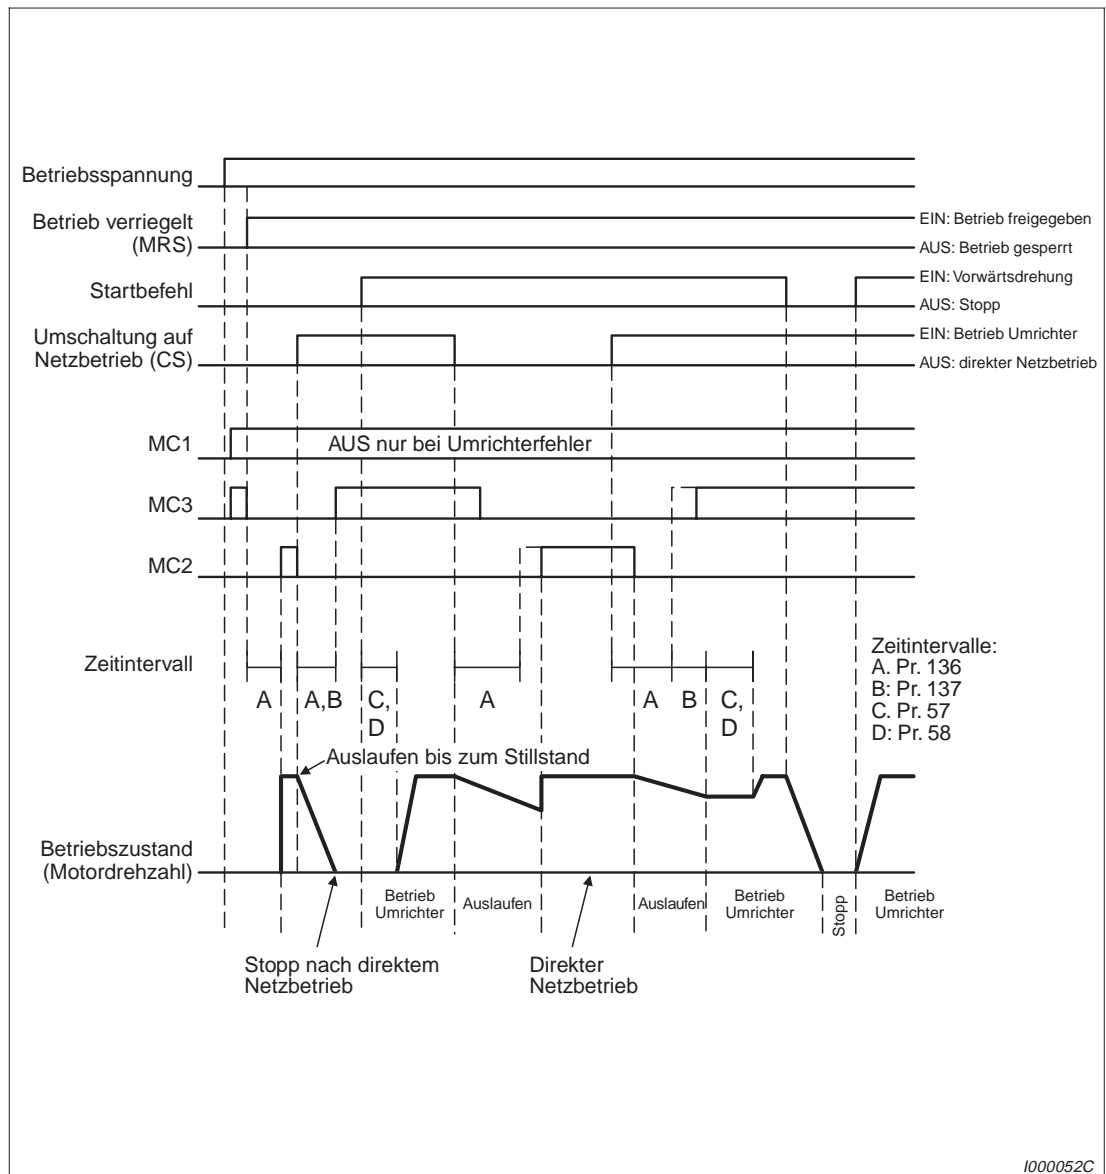 Betriebsspannung
Betrieb verriegelt
(MRS)
EIN: Betrieb freigegeben
AUS: Betrieb gesperrt
Startbefehl
EIN: Vorwärtsdrehung
AUS: Stopp
Umschaltung auf
Netzbetrieb (CS)
EIN: Betrieb Umrichter
AUS: direkter Netzbetrieb
MC1
AUS nur bei Umrichterfehler
MC3
MC2
Zeitintervall
A
A,B
C,
D
A
A
B
C,
D
Zeitintervalle:
A. Pr. 136
B: Pr. 137
C. Pr. 57
D: Pr. 58
Auslaufen bis zum Stillstand
Betriebszustand
(Motordrehzahl)
Betrieb
Umrichter
Auslaufen
Auslaufen
Betrieb
Umrichter
Stopp
Betrieb
Umrichter
Stopp nach direktem
Netzbetrieb
Direkter
Netzbetrieb
I000052C